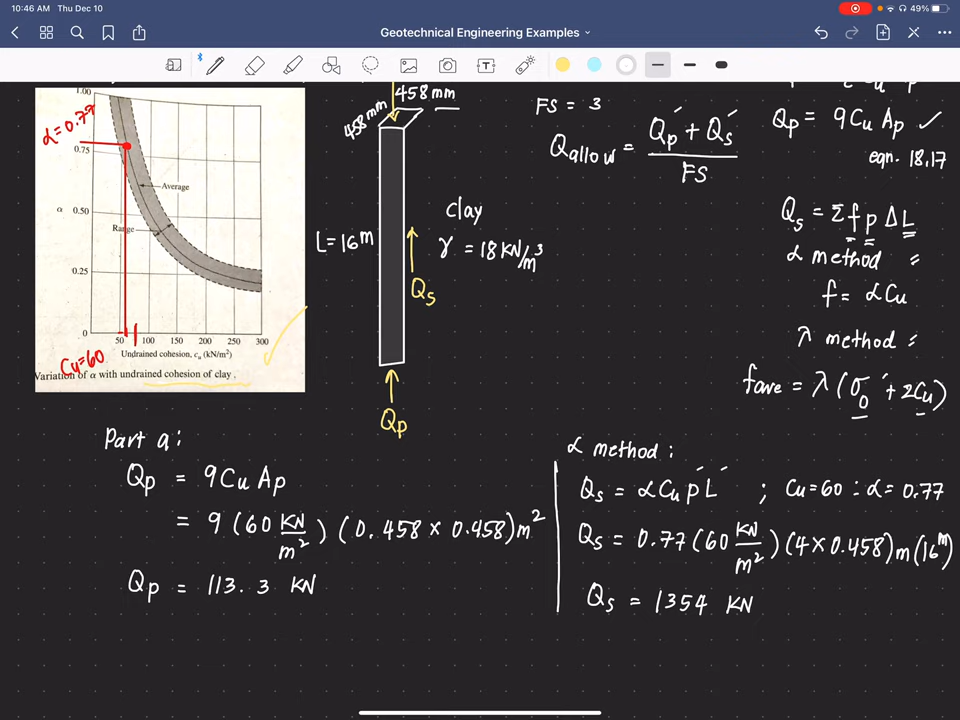 10:46 AM Thu Dec 10
49%
Geotechnical Engineering Examples
1.00
0.75
α 0.50
0.25
0
50 100 150 200 250 300
Average
Range
Undrained cohesion, cu (kN/m²)
Variation of α with undrained cohesion of clay.
α=0.77
Cu=60
458 mm
458 mm
L=16m
clay
γ = 18 KN/m³
Qs
Qp
FS = 3
Qallow = Qp + Qs / FS
Qp = 9 Cu Ap ✓
eqn. 18.17
Qs = Σ f p ΔL
α method =
f = αCu
λ method =
fave = λ (σ0' + 2Cu)
Part a:
Qp = 9 Cu Ap
= 9 (60 KN/m²) (0.458 × 0.458)m²
Qp = 113.3 KN
α method :
Qs = αCu p L ; Cu=60 : α = 0.77
Qs = 0.77 (60 KN/m²) (4 × 0.458)m (16m)
Qs = 1354 KN